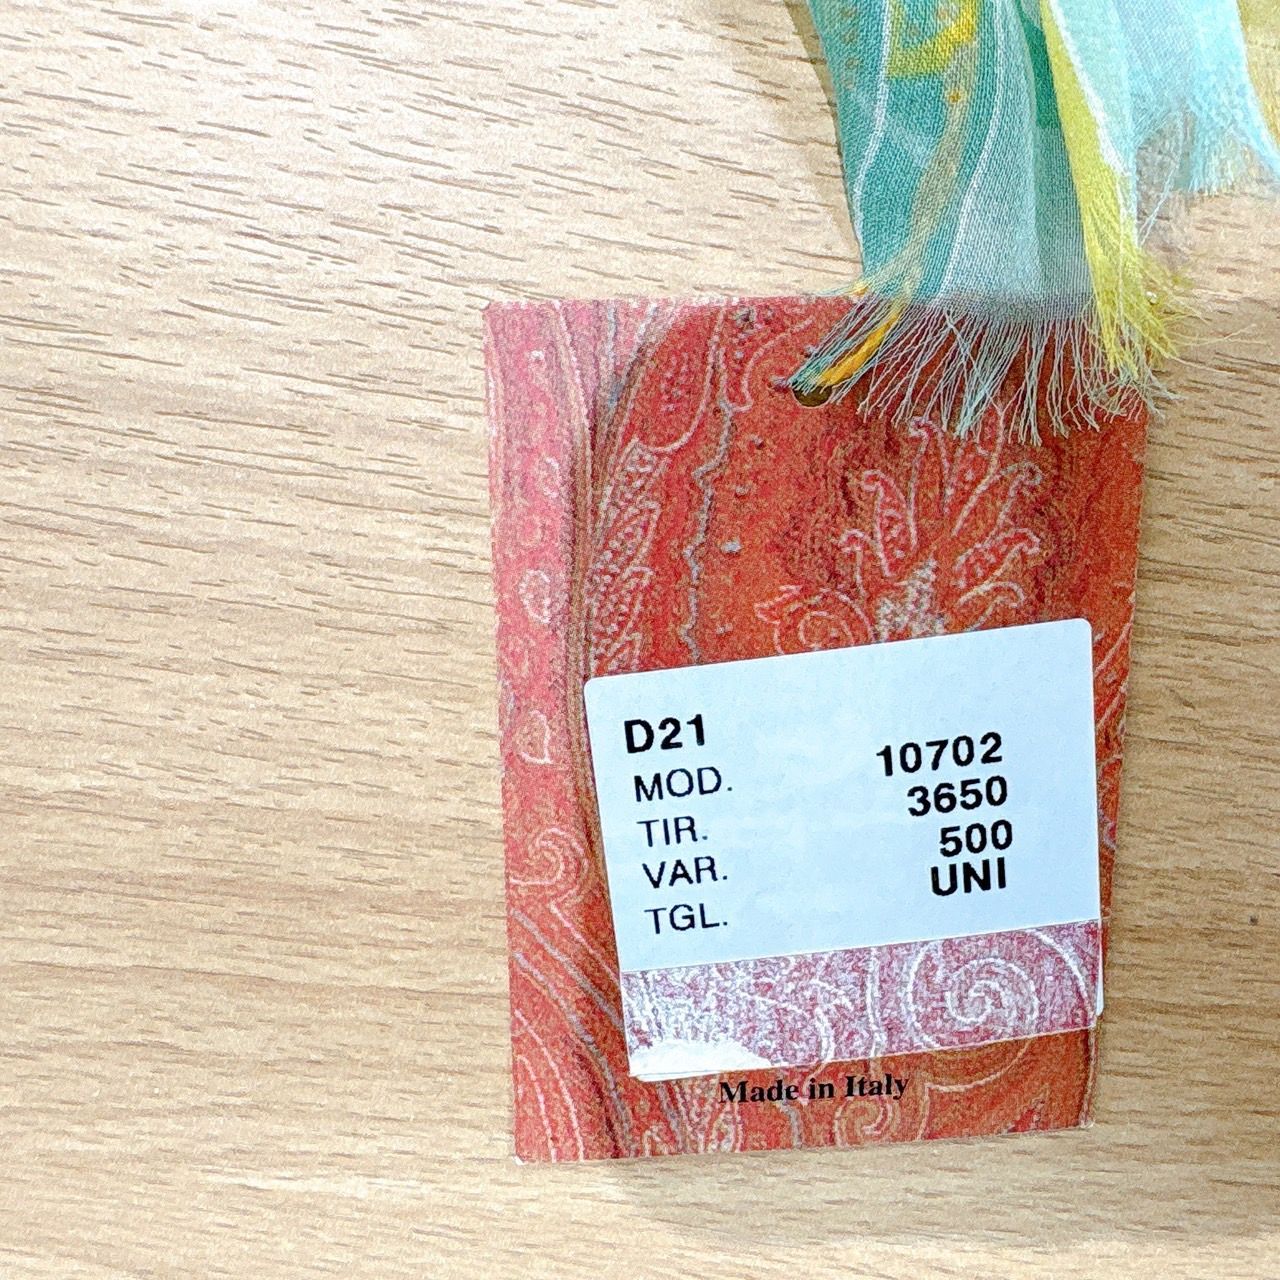 D21
MOD. 10702
TIR. 3650
VAR. 500
TGL. UNI
Made in Italy